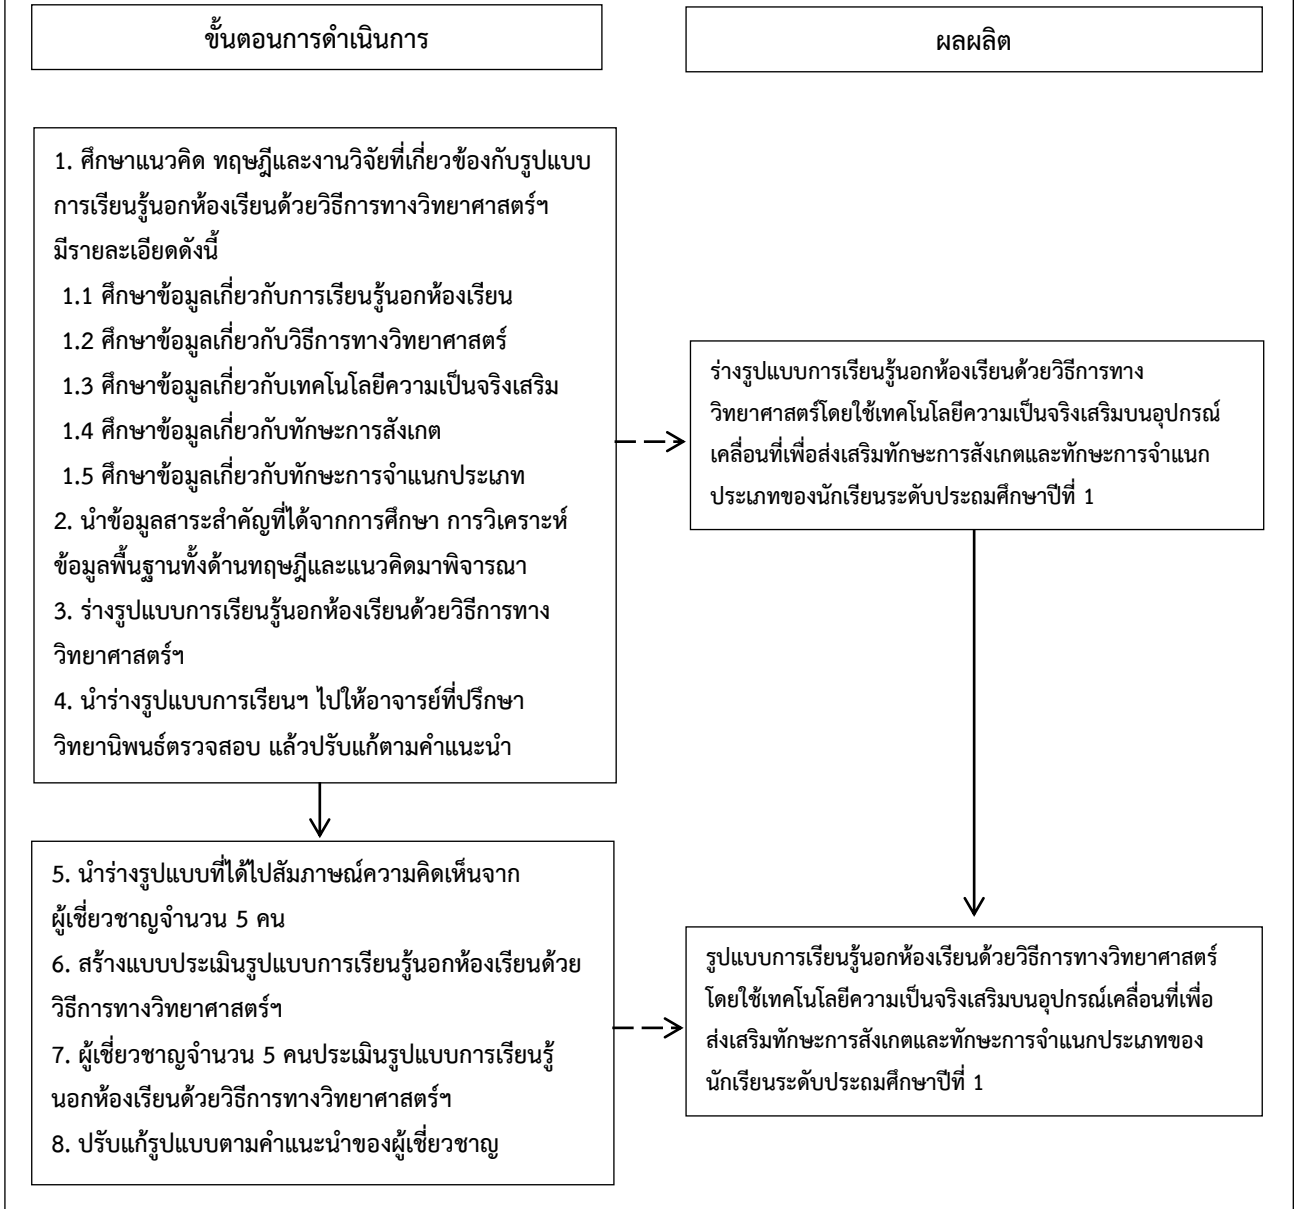 ขั้นตอนการดำเนินการ
ผลผลิต
1. ศึกษาแนวคิด ทฤษฎีและงานวิจัยที่เกี่ยวข้องกับรูปแบบ
การเรียนรู้นอกห้องเรียนด้วยวิธีการทางวิทยาศาสตร์ฯ
มีรายละเอียดดังนี้
1.1 ศึกษาข้อมูลเกี่ยวกับการเรียนรู้นอกห้องเรียน
1.2 ศึกษาข้อมูลเกี่ยวกับวิธีการทางวิทยาศาสตร์
1.3 ศึกษาข้อมูลเกี่ยวกับเทคโนโลยีความเป็นจริงเสริม
1.4 ศึกษาข้อมูลเกี่ยวกับทักษะการสังเกต
1.5 ศึกษาข้อมูลเกี่ยวกับทักษะการจำแนกประเภท
2. นำข้อมูลสาระสำคัญที่ได้จากการศึกษา การวิเคราะห์
ข้อมูลพื้นฐานทั้งด้านทฤษฎีและแนวคิดมาพิจารณา
3. ร่างรูปแบบการเรียนรู้นอกห้องเรียนด้วยวิธีการทาง
วิทยาศาสตร์ฯ
4. นำร่างรูปแบบการเรียนฯ ไปให้อาจารย์ที่ปรึกษา
วิทยานิพนธ์ตรวจสอบ แล้วปรับแก้ตามคำแนะนำ
ร่างรูปแบบการเรียนรู้นอกห้องเรียนด้วยวิธีการทาง
วิทยาศาสตร์โดยใช้เทคโนโลยีความเป็นจริงเสริมบนอุปกรณ์
เคลื่อนที่เพื่อส่งเสริมทักษะการสังเกตและทักษะการจำแนก
ประเภทของนักเรียนระดับประถมศึกษาปีที่ 1
5. นำร่างรูปแบบที่ได้ไปสัมภาษณ์ความคิดเห็นจาก
ผู้เชี่ยวชาญจำนวน 5 คน
6. สร้างแบบประเมินรูปแบบการเรียนรู้นอกห้องเรียนด้วย
วิธีการทางวิทยาศาสตร์ฯ
7. ผู้เชี่ยวชาญจำนวน 5 คนประเมินรูปแบบการเรียนรู้
นอกห้องเรียนด้วยวิธีการทางวิทยาศาสตร์ฯ
8. ปรับแก้รูปแบบตามคำแนะนำของผู้เชี่ยวชาญ
รูปแบบการเรียนรู้นอกห้องเรียนด้วยวิธีการทางวิทยาศาสตร์
โดยใช้เทคโนโลยีความเป็นจริงเสริมบนอุปกรณ์เคลื่อนที่เพื่อ
ส่งเสริมทักษะการสังเกตและทักษะการจำแนกประเภทของ
นักเรียนระดับประถมศึกษาปีที่ 1